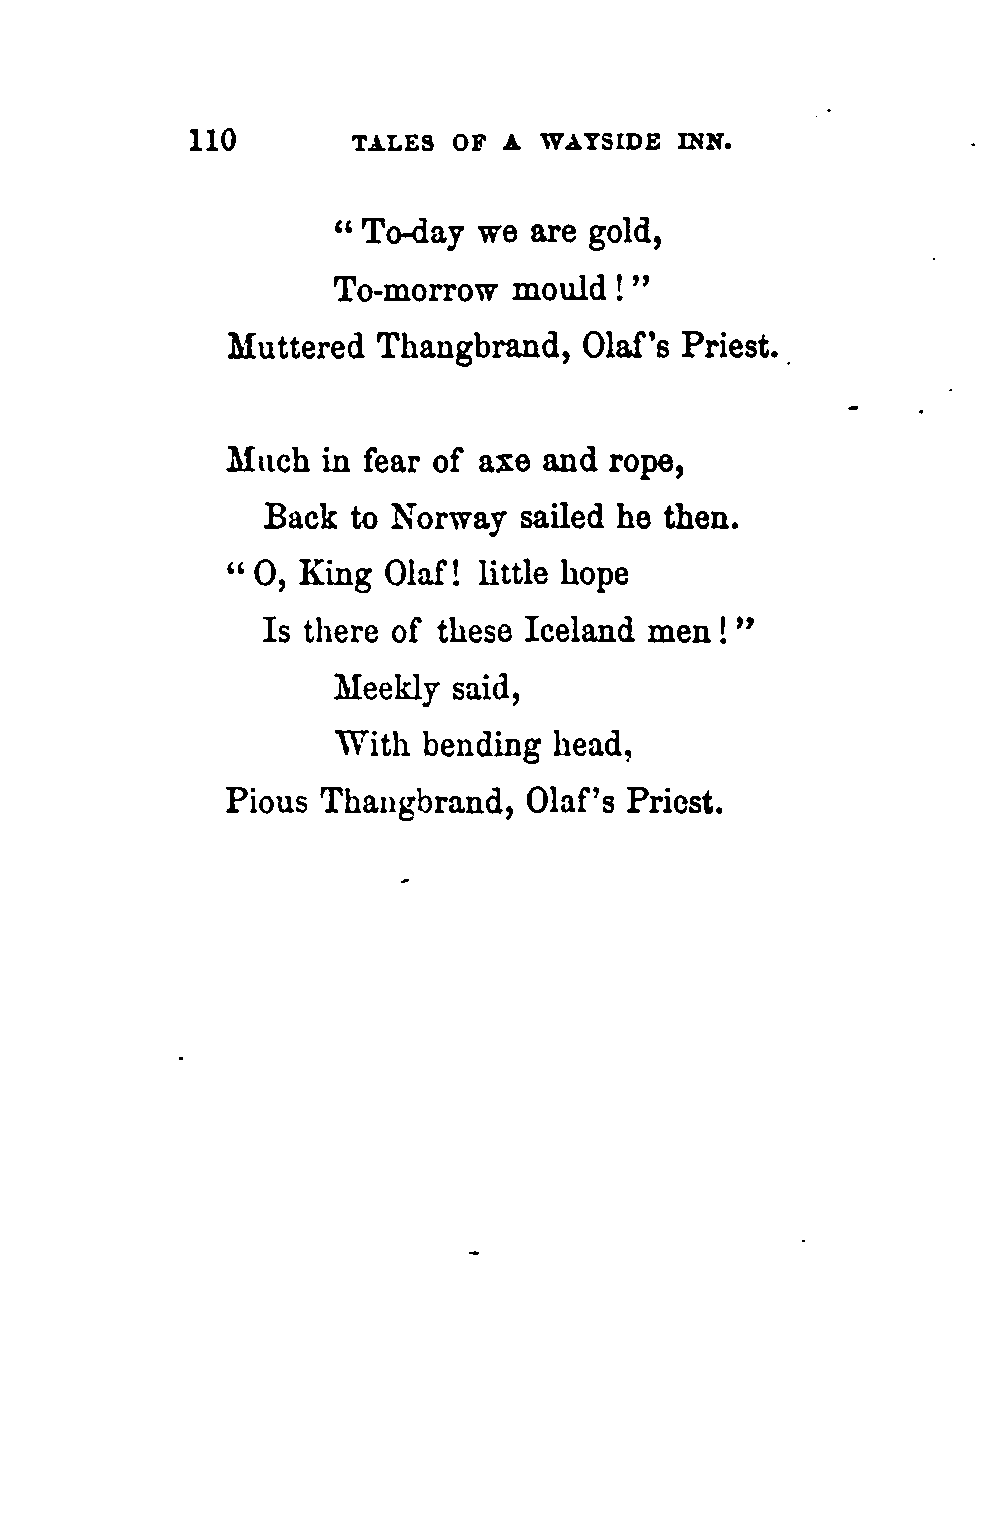 110 TALES OF A WAYSIDE INN.
“ To-day we are gold,
To-morrow mould ! ”
Muttered Thangbrand, Olaf’s Priest.
Much in fear of axe and rope,
Back to Norway sailed he then.
“ O, King Olaf! little hope
Is there of these Iceland men ! ”
Meekly said,
With bending head,
Pious Thangbrand, Olaf’s Priest.